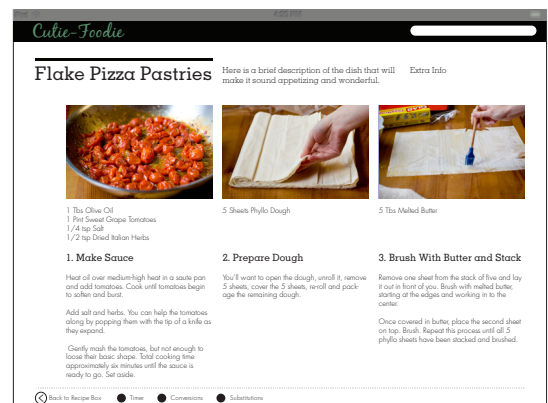 iPad
4:05 PM
Cutie-Foodie
Flake Pizza Pastries
Here is a brief description of the dish that will
make it sound appetizing and wonderful.
Extra Info
1 Tbs Olive Oil
1 Pint Sweet Grape Tomatoes
1/4 tsp Salt
1/2 tsp Dried Italian Herbs
5 Sheets Phyllo Dough
5 Tbs Melted Butter
1. Make Sauce
Heat oil over medium-high heat in a saute pan
and add tomatoes. Cook until tomatoes begin
to soften and burst.
Add salt and herbs. You can help the tomatoes
along by popping them with the tip of a knife as
they expand.
Gently mash the tomatoes, but not enough to
loose their basic shape. Total cooking time
approximately six minutes until the sauce is
ready to go. Set aside.
2. Prepare Dough
You'll want to open the dough, unroll it, remove
5 sheets, cover the 5 sheets, re-roll and pack-
age the remaining dough.
3. Brush With Butter and Stack
Remove one sheet from the stack of five and lay
it out in front of you. Brush with melted butter,
starting at the edges and working in to the
center.
Once covered in butter, place the second sheet
on top. Brush. Repeat this process until all 5
phyllo sheets have been stacked and brushed.
Back to Recipe Box
Timer
Conversions
Substitutions